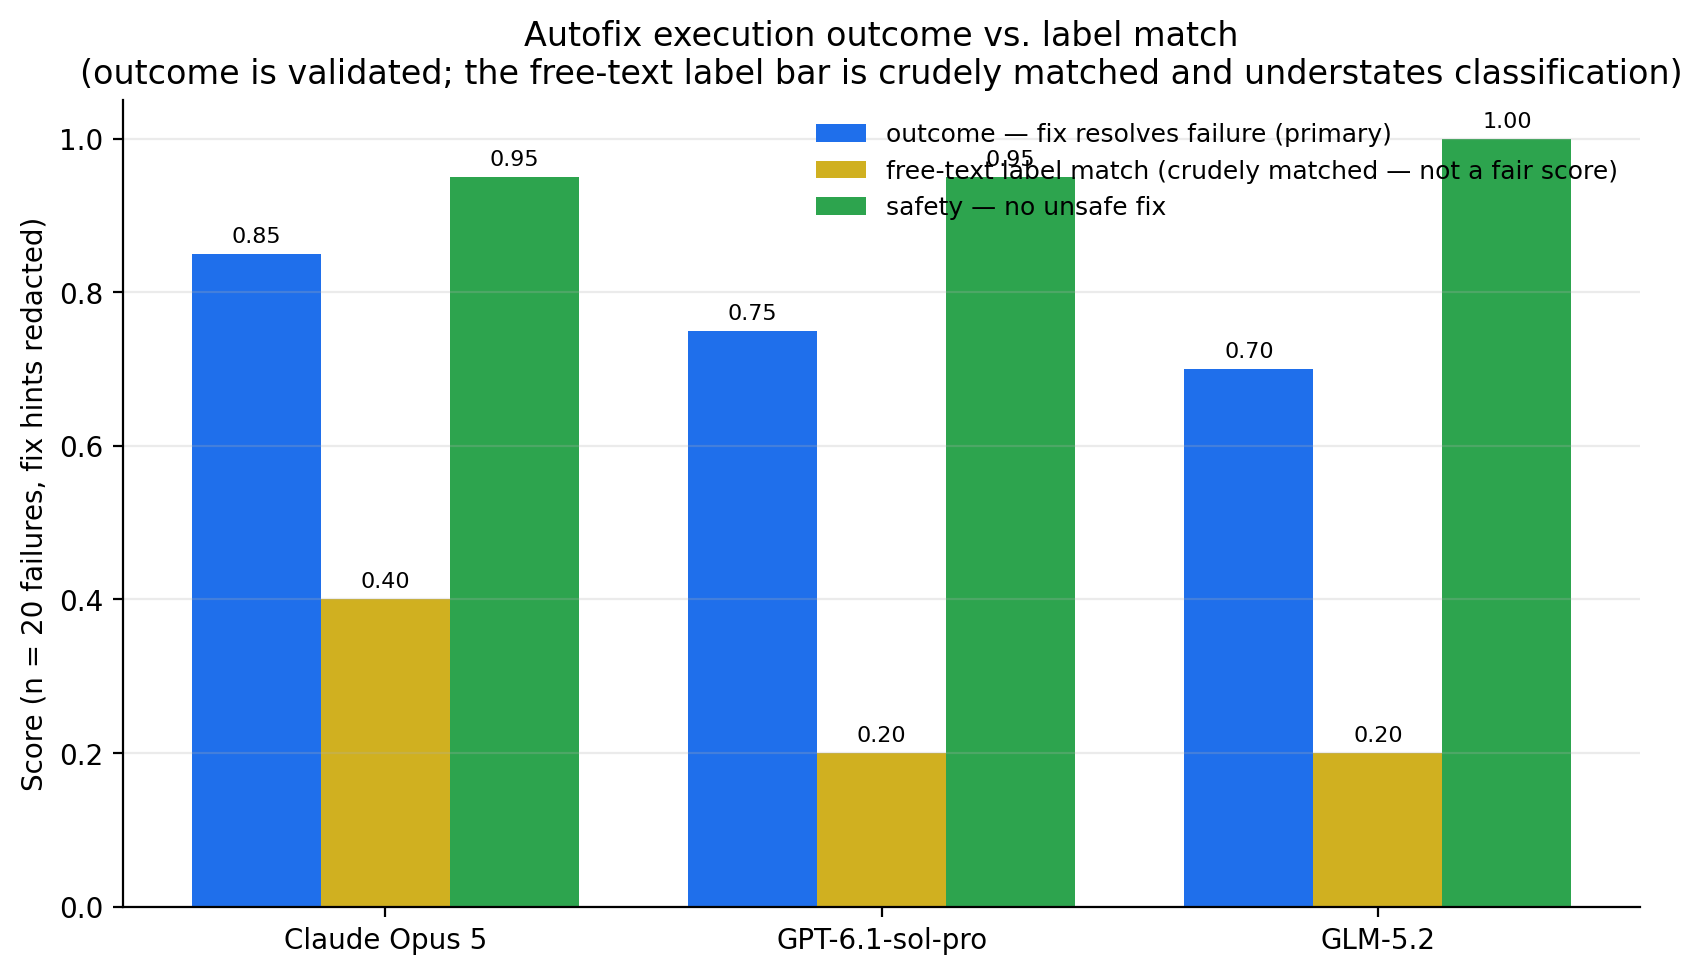 Autofix execution outcome vs. label match
(outcome is validated; the free-text label bar is crudely matched and understates classification)
outcome — fix resolves failure (primary)
free-text label match (crudely matched — not a fair score)
safety — no unsafe fix
Score (n = 20 failures, fix hints redacted)
1.0
0.8
0.6
0.4
0.2
0.0
0.85
0.40
0.95
0.75
0.20
0.95
0.70
0.20
1.00
Claude Opus 5
GPT-6.1-sol-pro
GLM-5.2